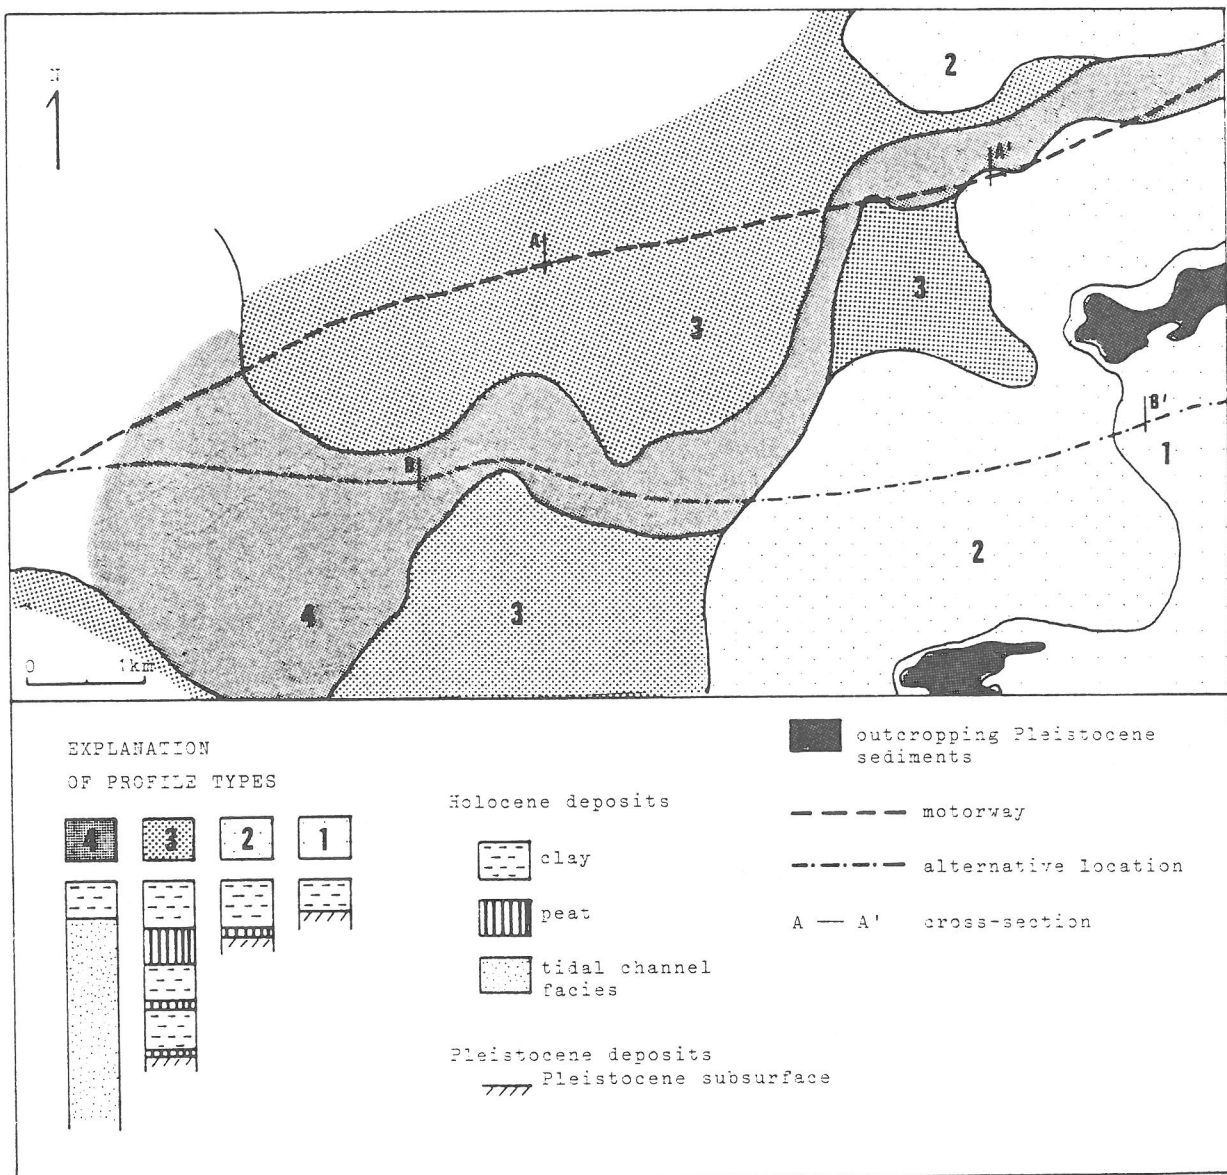 N
2
A'
A
3
3
B'
1
B
2
4
3
0 1km
EXPLANATION
OF PROFILE TYPES
4 3 2 1
Holocene deposits
clay
peat
tidal channel
facies
Pleistocene deposits
Pleistocene subsurface
outcropping Pleistocene
sediments
motorway
alternative location
A — A' cross-section